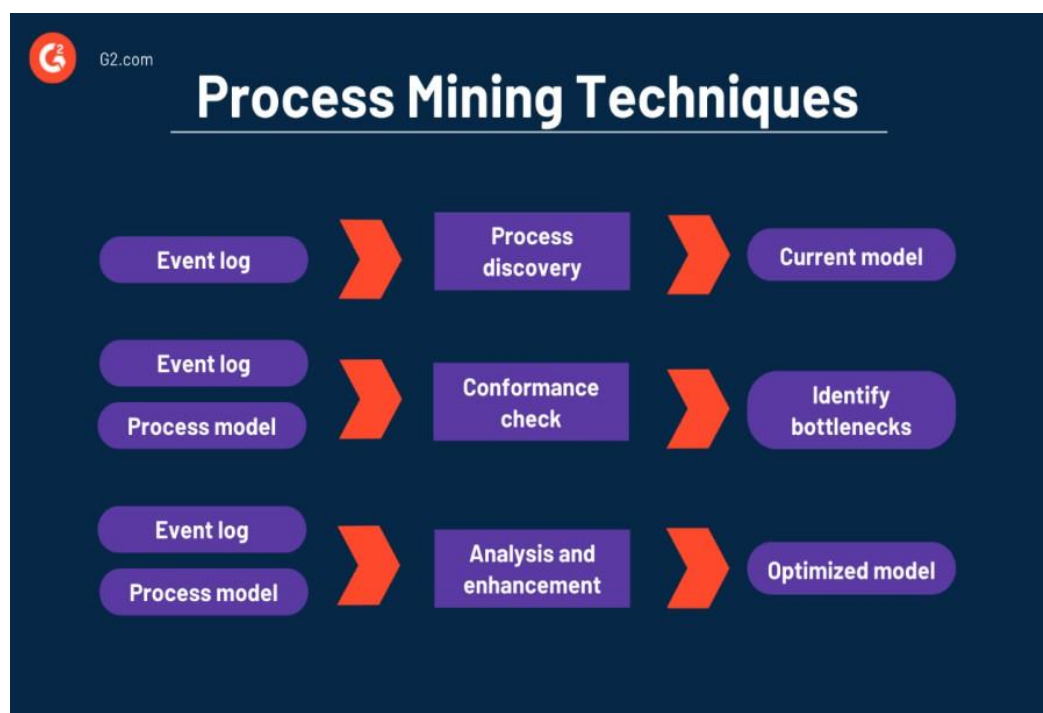 G2
G2.com
Process Mining Techniques
Event log
Process
discovery
Current model
Event log
Process model
Conformance
check
Identify
bottlenecks
Event log
Process model
Analysis and
enhancement
Optimized model